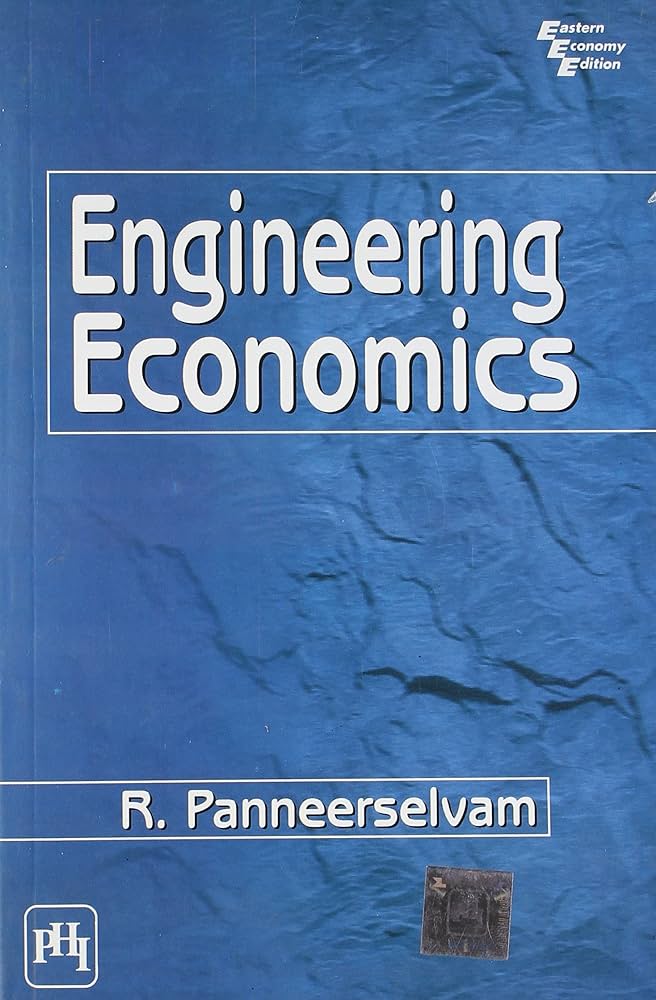 Eastern
Economy
Edition
Engineering
Economics
R. Panneerselvam
PHI